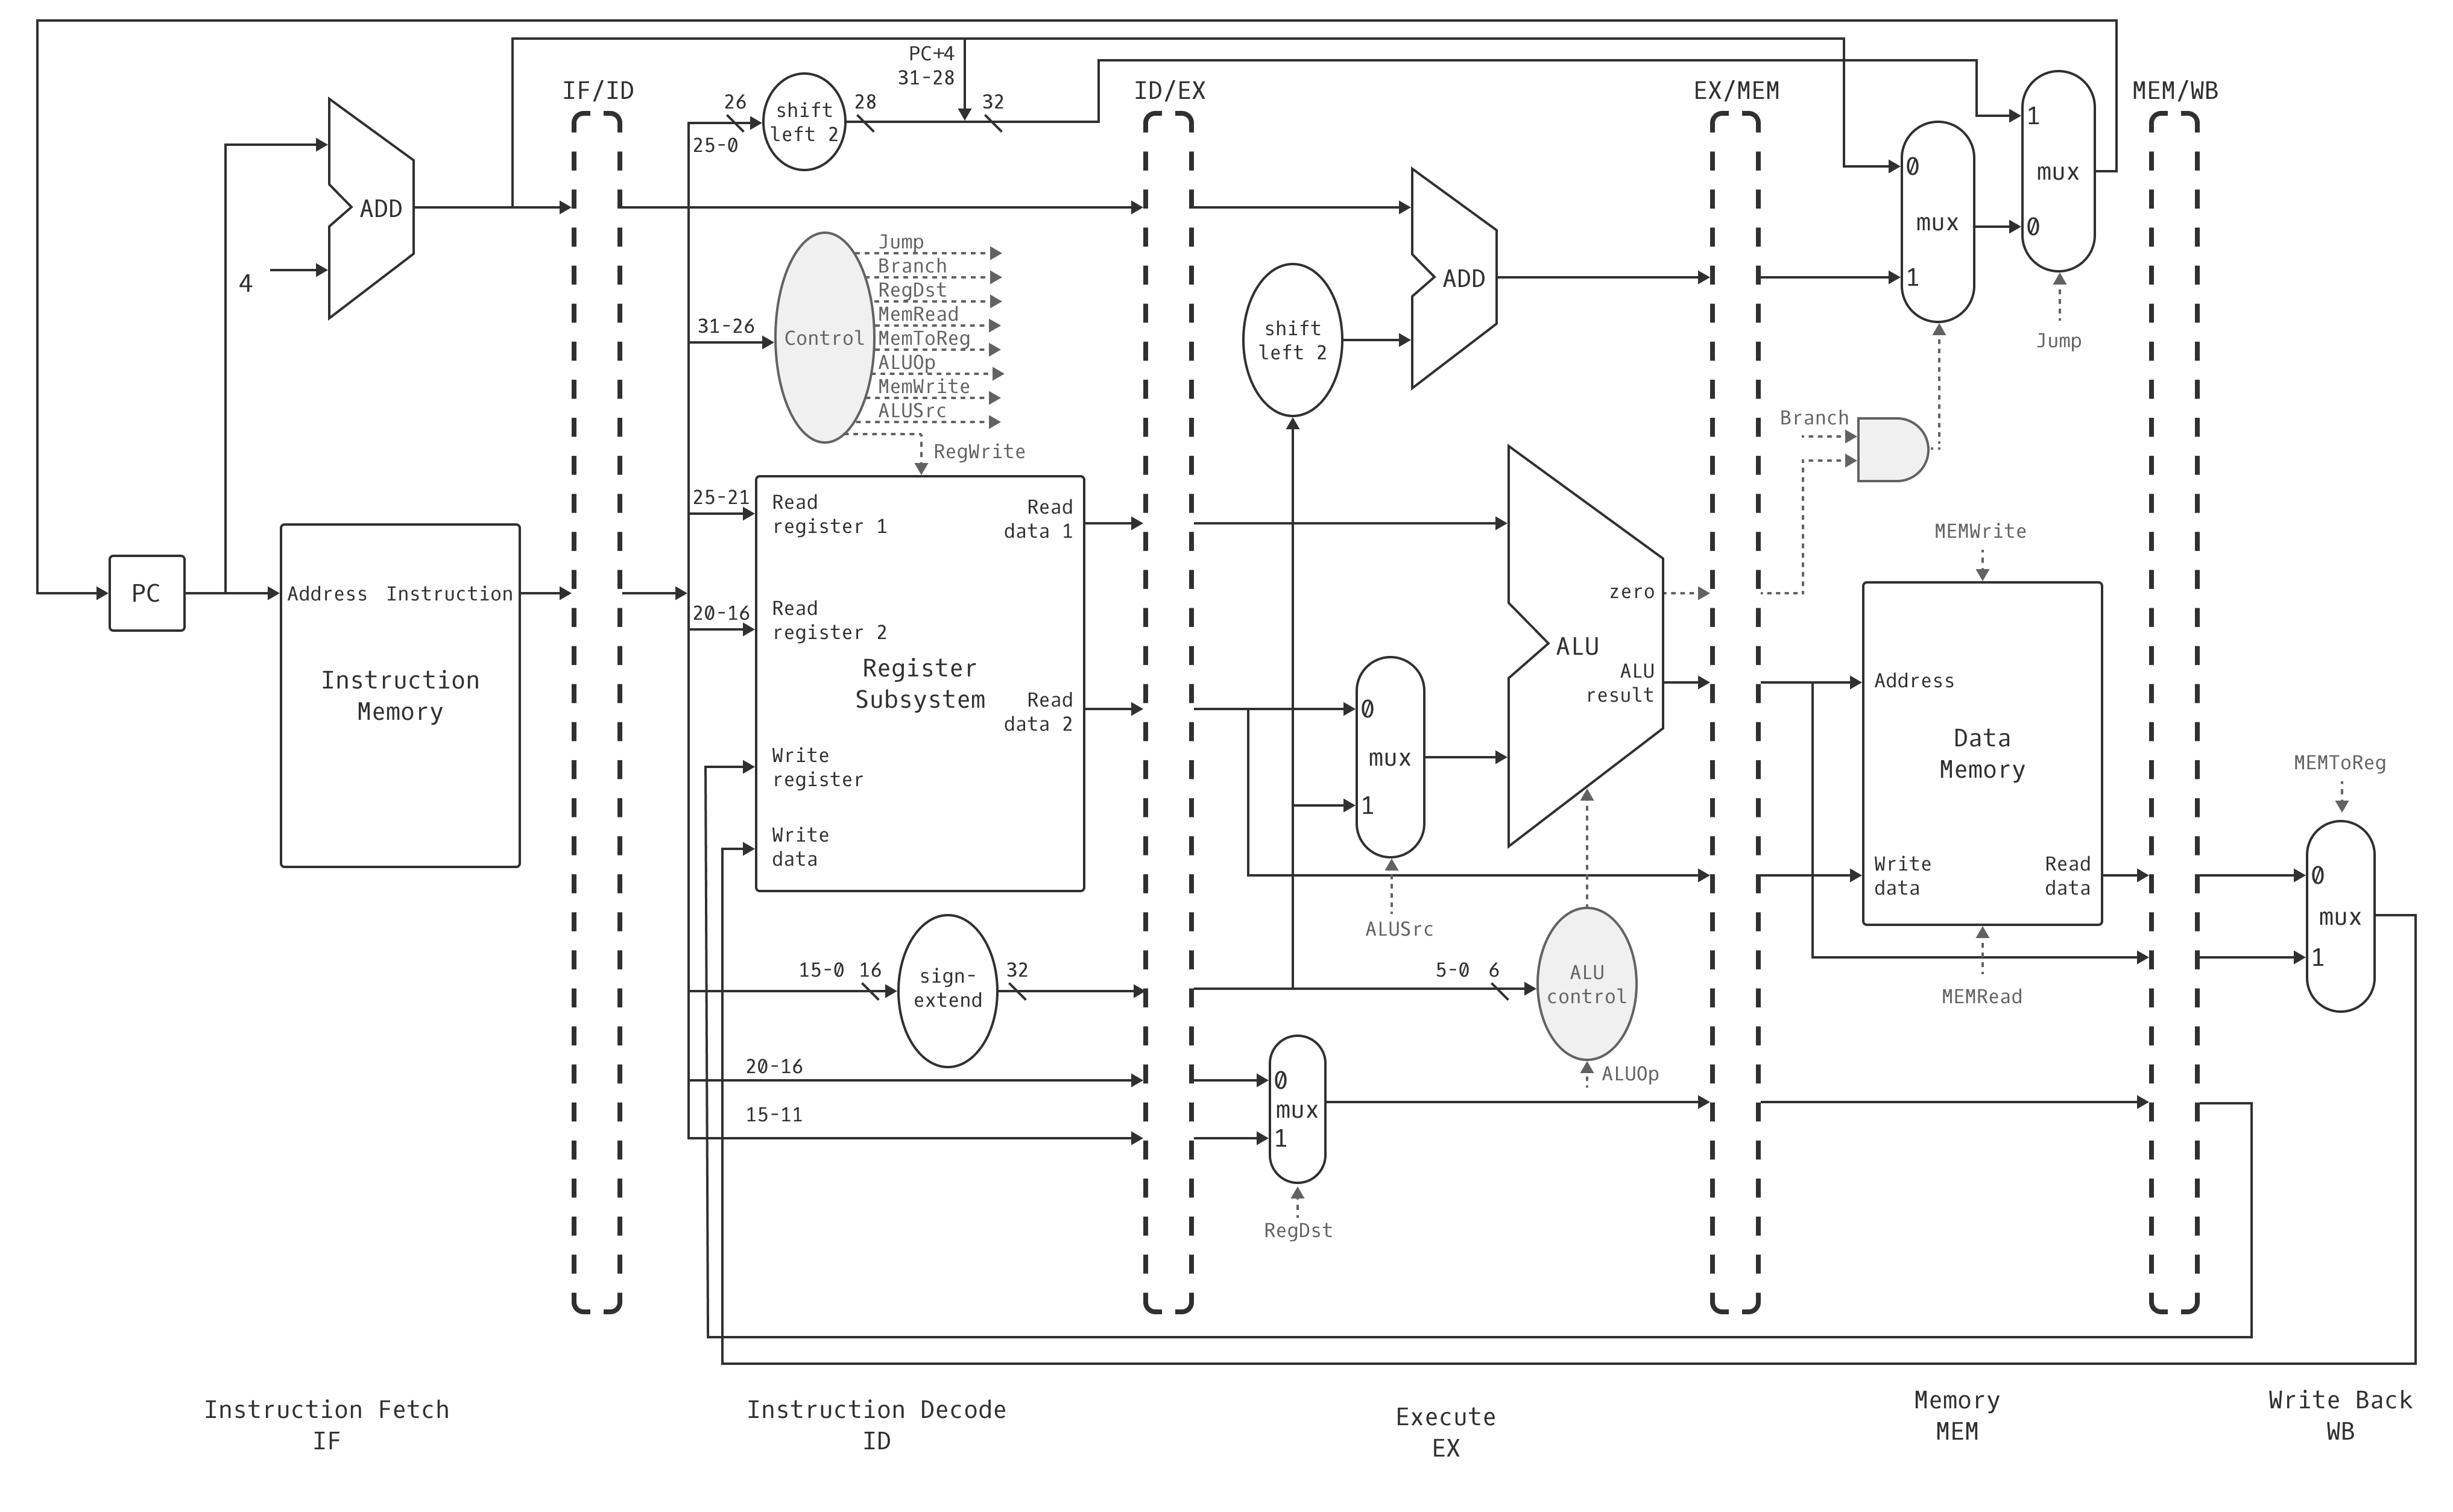 PC+4
31-28
IF/ID
ID/EX
EX/MEM
MEM/WB
26
shift
left 2
28
32
25-0
1
mux
0
0
mux
1
ADD
4
Jump
Branch
RegDst
MemRead
MemToReg
ALUOp
MemWrite
ALUSrc
RegWrite
31-26
Control
shift
left 2
ADD
Jump
Branch
25-21
Read
register 1
Read
data 1
20-16
Read
register 2
Register
Subsystem
Read
data 2
Write
register
Write
data
PC
Address
Instruction
Instruction
Memory
zero
ALU
ALU
result
0
mux
1
ALUSrc
MEMWrite
Address
Data
Memory
Write
data
Read
data
MEMRead
MEMToReg
0
mux
1
15-0
16
sign-
extend
32
5-0
6
ALU
control
ALUOp
20-16
15-11
0
mux
1
RegDst
Instruction Fetch
IF
Instruction Decode
ID
Execute
EX
Memory
MEM
Write Back
WB